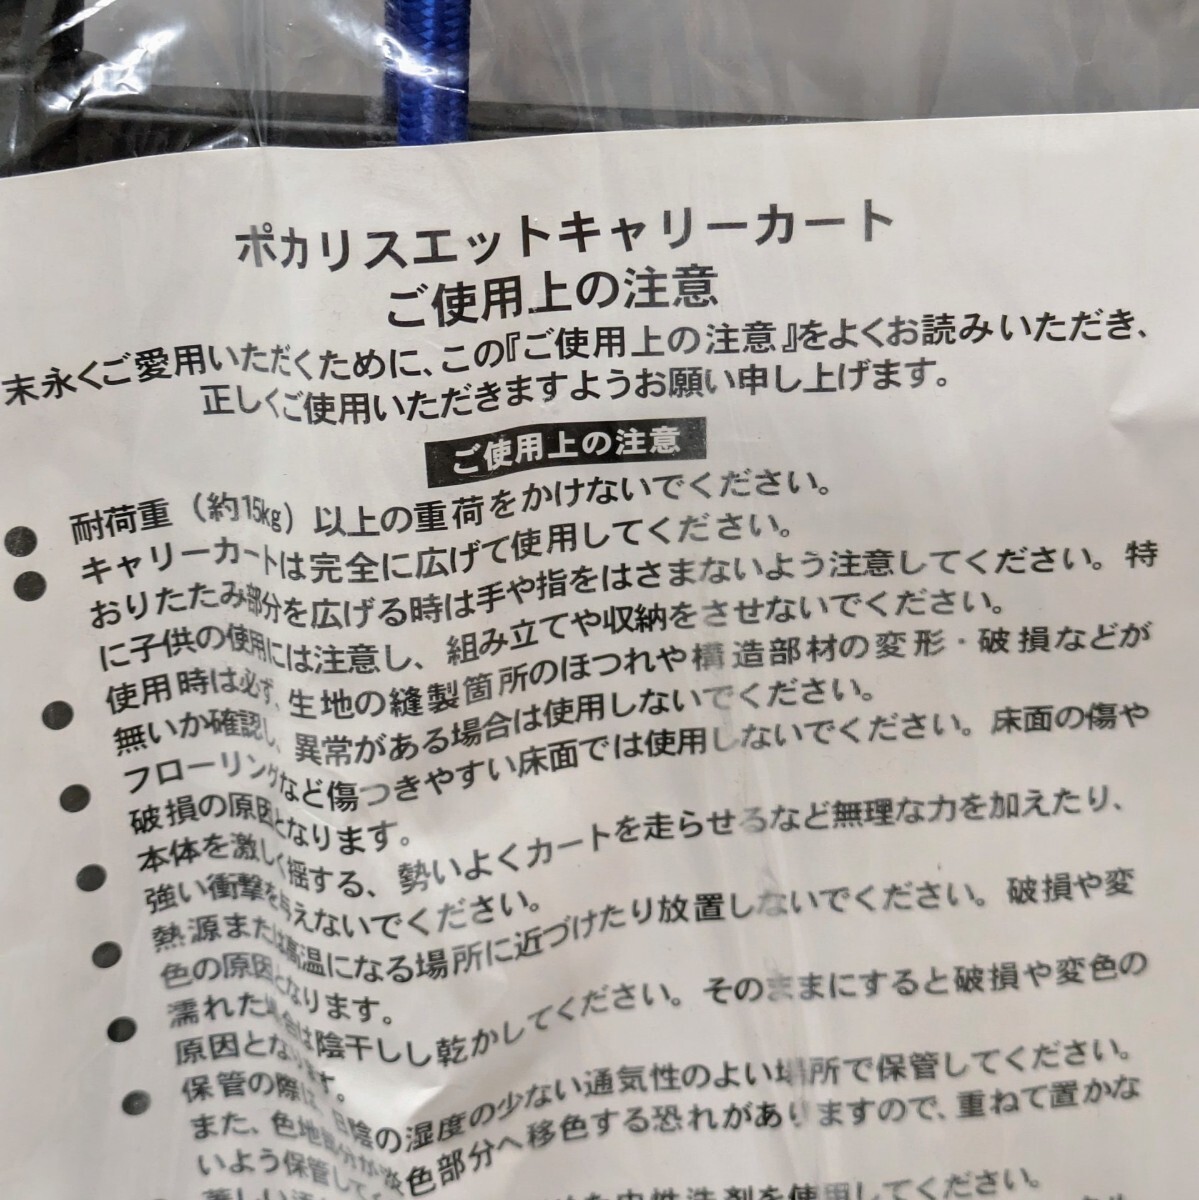 ポカリスエットキャリーカート
ご使用上の注意
末永くご愛用いただくために、この『ご使用上の注意』をよくお読みいただき、
正しくご使用いただきますようお願い申し上げます。
ご使用上の注意
● 耐荷重（約15kg）以上の重荷をかけないでください。
● キャリーカートは完全に広げて使用してください。
おりたたみ部分を広げる時は手や指をはさまないよう注意してください。特
に子供の使用には注意し、組み立てや収納をさせないでください。
● 使用時は必ず、生地の縫製箇所のほつれや構造部材の変形・破損などが
無いか確認し、異常がある場合は使用しないでください。
● フローリングなど傷つきやすい床面では使用しないでください。床面の傷や
破損の原因となります。
● 本体を激しく揺する、勢いよくカートを走らせるなど無理な力を加えたり、
強い衝撃を与えないでください。
● 熱源または高温になる場所に近づけたり放置しないでください。破損や変
色の原因となります。
● 濡れた場合は陰干しし乾かしてください。そのままにすると破損や変色の
原因となります。
● 保管の際は、日陰の湿度の少ない通気性のよい場所で保管してください。
また、色地部分が淡色部分へ移色する恐れがありますので、重ねて置かな
いよう保管して
中性洗剤を使用してください。